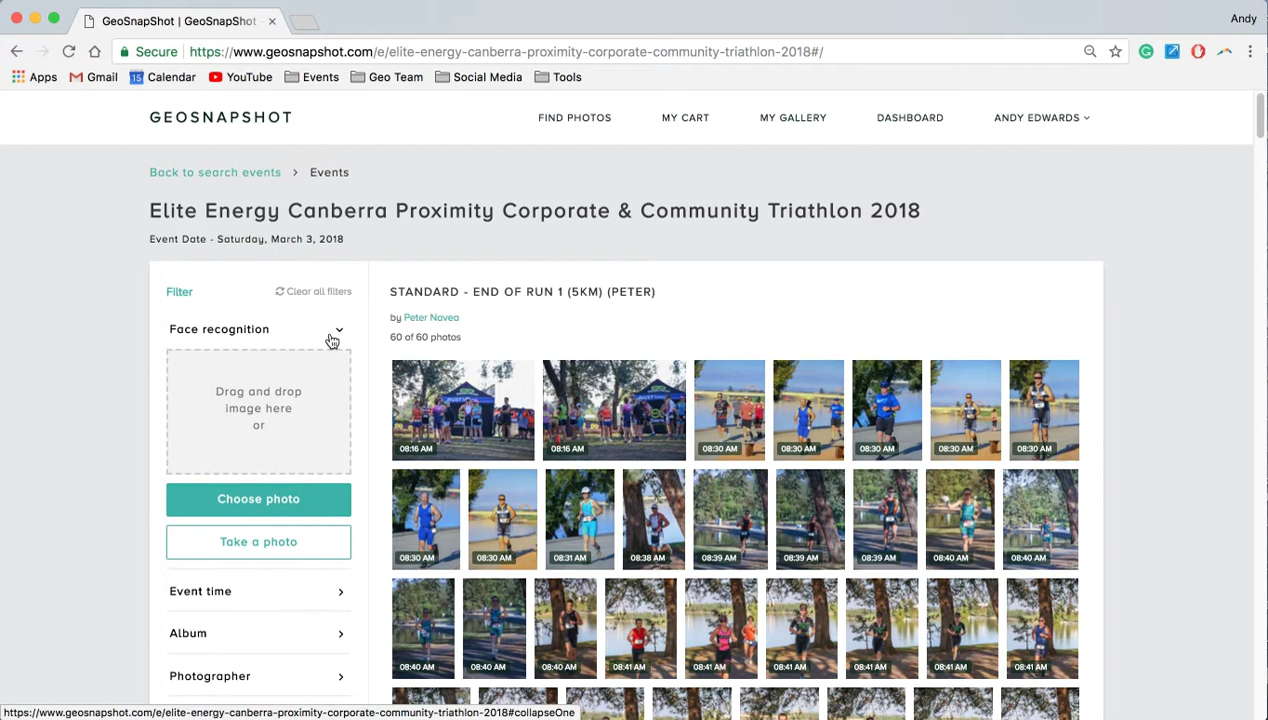 GeoSnapShot | GeoSnapShot
Andy
Secure https://www.geosnapshot.com/e/elite-energy-canberra-proximity-corporate-community-triathlon-2018#/
Apps Gmail Calendar YouTube Events Geo Team Social Media Tools
GEOSNAPSHOT
FIND PHOTOS MY CART MY GALLERY DASHBOARD ANDY EDWARDS
Back to search events > Events
Elite Energy Canberra Proximity Corporate & Community Triathlon 2018
Event Date - Saturday, March 3, 2018
Filter Clear all filters
Face recognition
Drag and drop
image here
or
Choose photo
Take a photo
Event time
Album
Photographer
STANDARD - END OF RUN 1 (5KM) (PETER)
by Peter Navea
60 of 60 photos
08:16 AM 08:16 AM 08:30 AM 08:30 AM 08:30 AM 08:30 AM 08:30 AM
08:30 AM 08:30 AM 08:31 AM 08:38 AM 08:39 AM 08:39 AM 08:39 AM 08:40 AM 08:40 AM
08:40 AM 08:40 AM 08:40 AM 08:41 AM 08:41 AM 08:41 AM 08:41 AM 08:41 AM 08:41 AM
https://www.geosnapshot.com/e/elite-energy-canberra-proximity-corporate-community-triathlon-2018#collapseOne